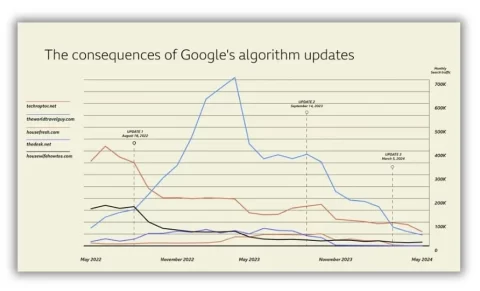 The consequences of Google's algorithm updates
Monthly
Search traffic
700K
600K
500K
400K
300K
200K
100K
0
techraptor.net
theworldtravelguy.com
housefresh.com
thedesk.net
housewifehowtos.com
UPDATE 1
August 18, 2022
UPDATE 2
September 14, 2023
UPDATE 3
March 5, 2024
May 2022
November 2022
May 2023
November 2023
May 2024